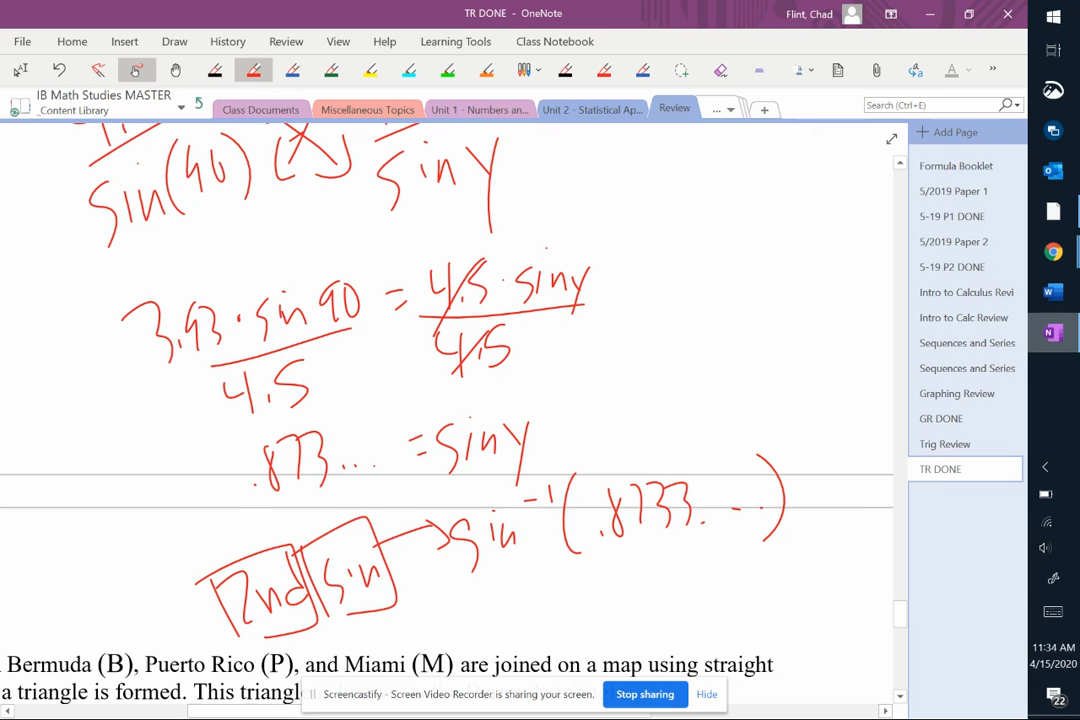 TR DONE - OneNote
Flint, Chad
File Home Insert Draw History Review View Help Learning Tools Class Notebook
IB Math Studies MASTER
_Content Library
Class Documents Miscellaneous Topics Unit 1 - Numbers an... Unit 2 - Statistical Ap... Review ...
Search (Ctrl+E)
Add Page
Formula Booklet
5/2019 Paper 1
5-19 P1 DONE
5/2019 Paper 2
5-19 P2 DONE
Intro to Calculus Revi
Intro to Calc Review
Sequences and Series
Sequences and Series
Graphing Review
GR DONE
Trig Review
TR DONE
sin(90) (X) sin y
3.93 · sin 90 = 4.5 · sin y
4.5 4.5
.873... = sin y
2nd sin → sin⁻¹ (.8733. - ..)
Bermuda (B), Puerto Rico (P), and Miami (M) are joined on a map using straight
a triangle is formed. This triang
Screencastify - Screen Video Recorder is sharing your screen. Stop sharing Hide
11:34 AM
4/15/2020
22